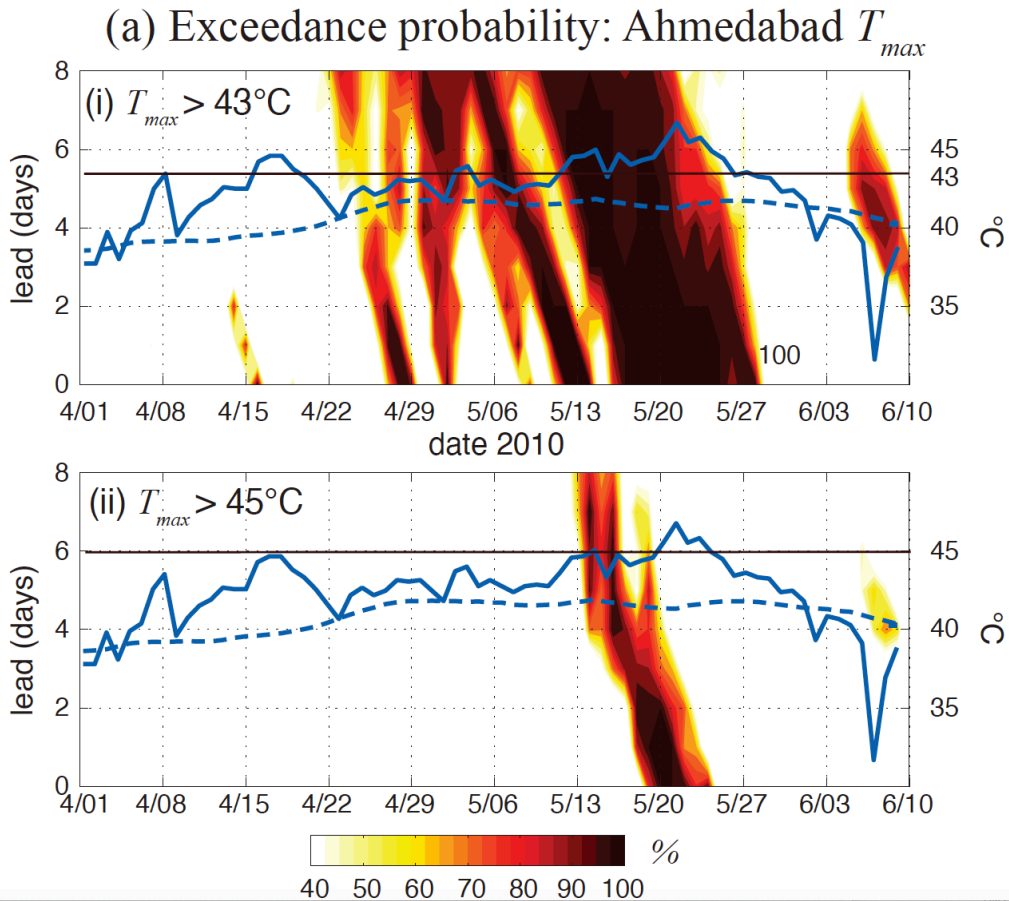 (a) Exceedance probability: Ahmedabad Tmax
(i) Tmax > 43°C
lead (days)
8
6
4
2
0
45
43
40
35
°C
100
4/01 4/08 4/15 4/22 4/29 5/06 5/13 5/20 5/27 6/03 6/10
date 2010
(ii) Tmax > 45°C
lead (days)
8
6
4
2
0
45
40
35
°C
4/01 4/08 4/15 4/22 4/29 5/06 5/13 5/20 5/27 6/03 6/10
%
40 50 60 70 80 90 100